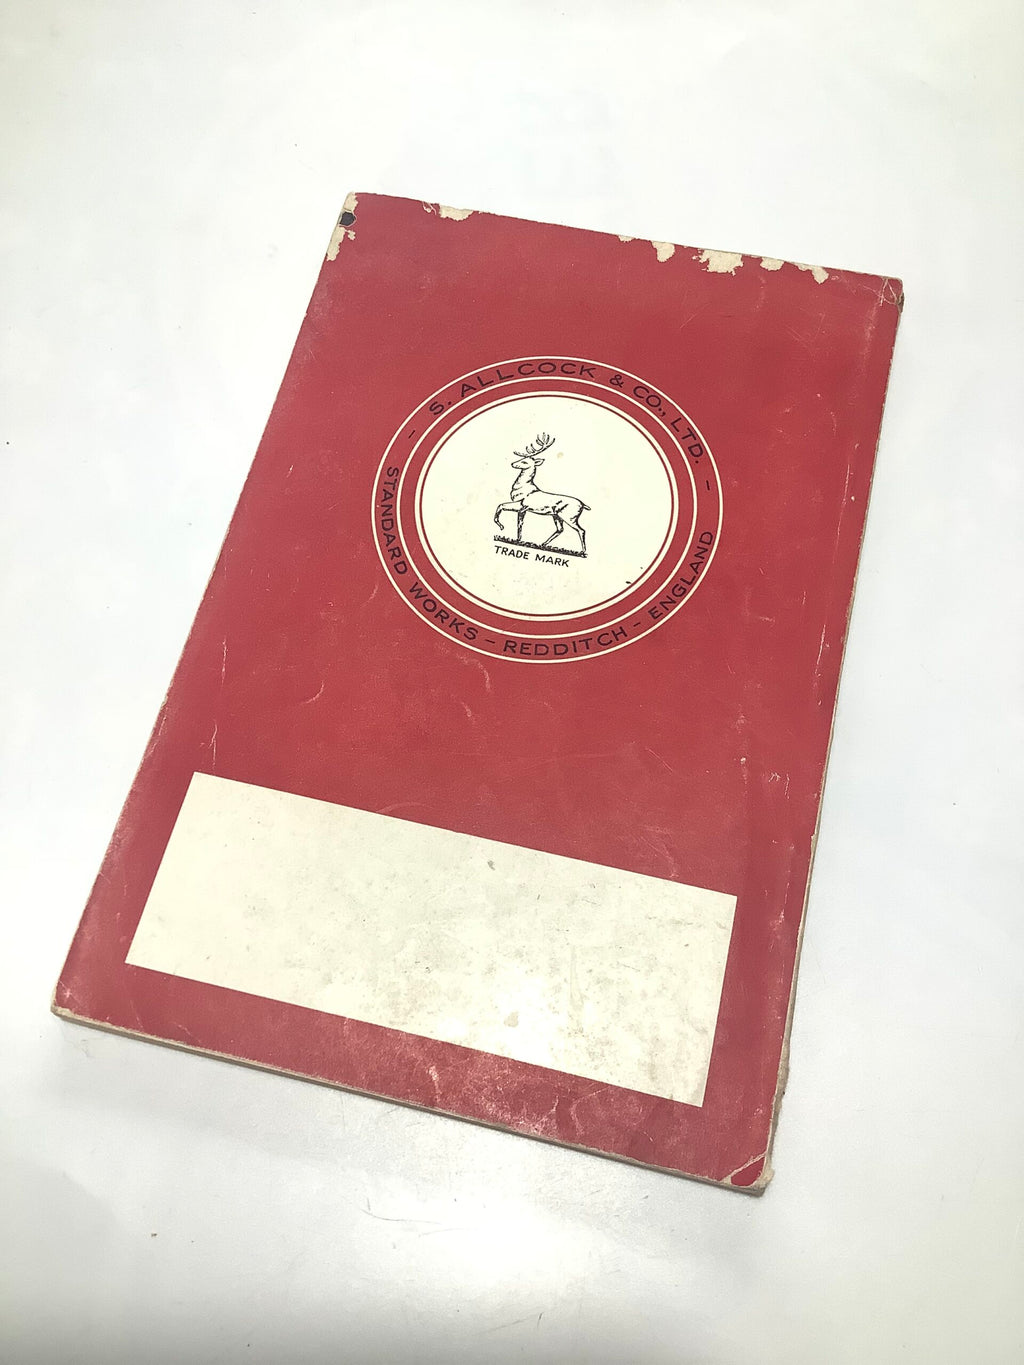 - S. ALLCOCK & CO., LTD. -
STANDARD WORKS - REDDITCH - ENGLAND
TRADE MARK